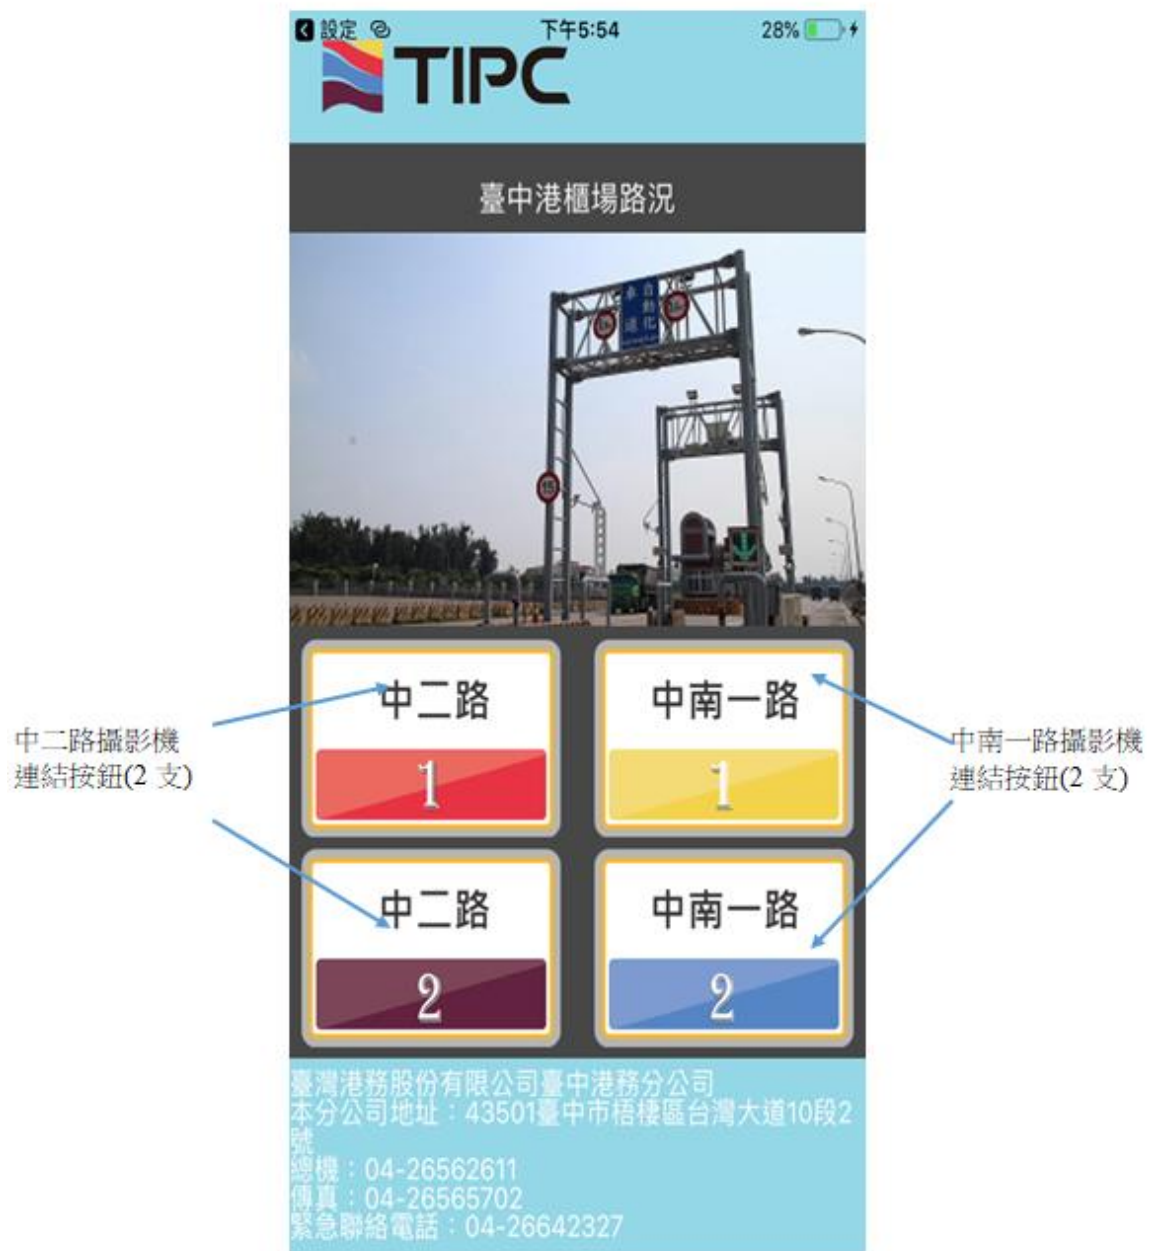 設定
下午5:54
28%
TIPC
臺中港櫃場路況
自動化
車道
15
中二路
1
中南一路
1
中二路攝影機
連結按鈕(2 支)
中南一路攝影機
連結按鈕(2 支)
中二路
2
中南一路
2
臺灣港務股份有限公司臺中港務分公司
本分公司地址：43501臺中市梧棲區台灣大道10段2
號
總機：04-26562611
傳真：04-26565702
緊急聯絡電話：04-26642327